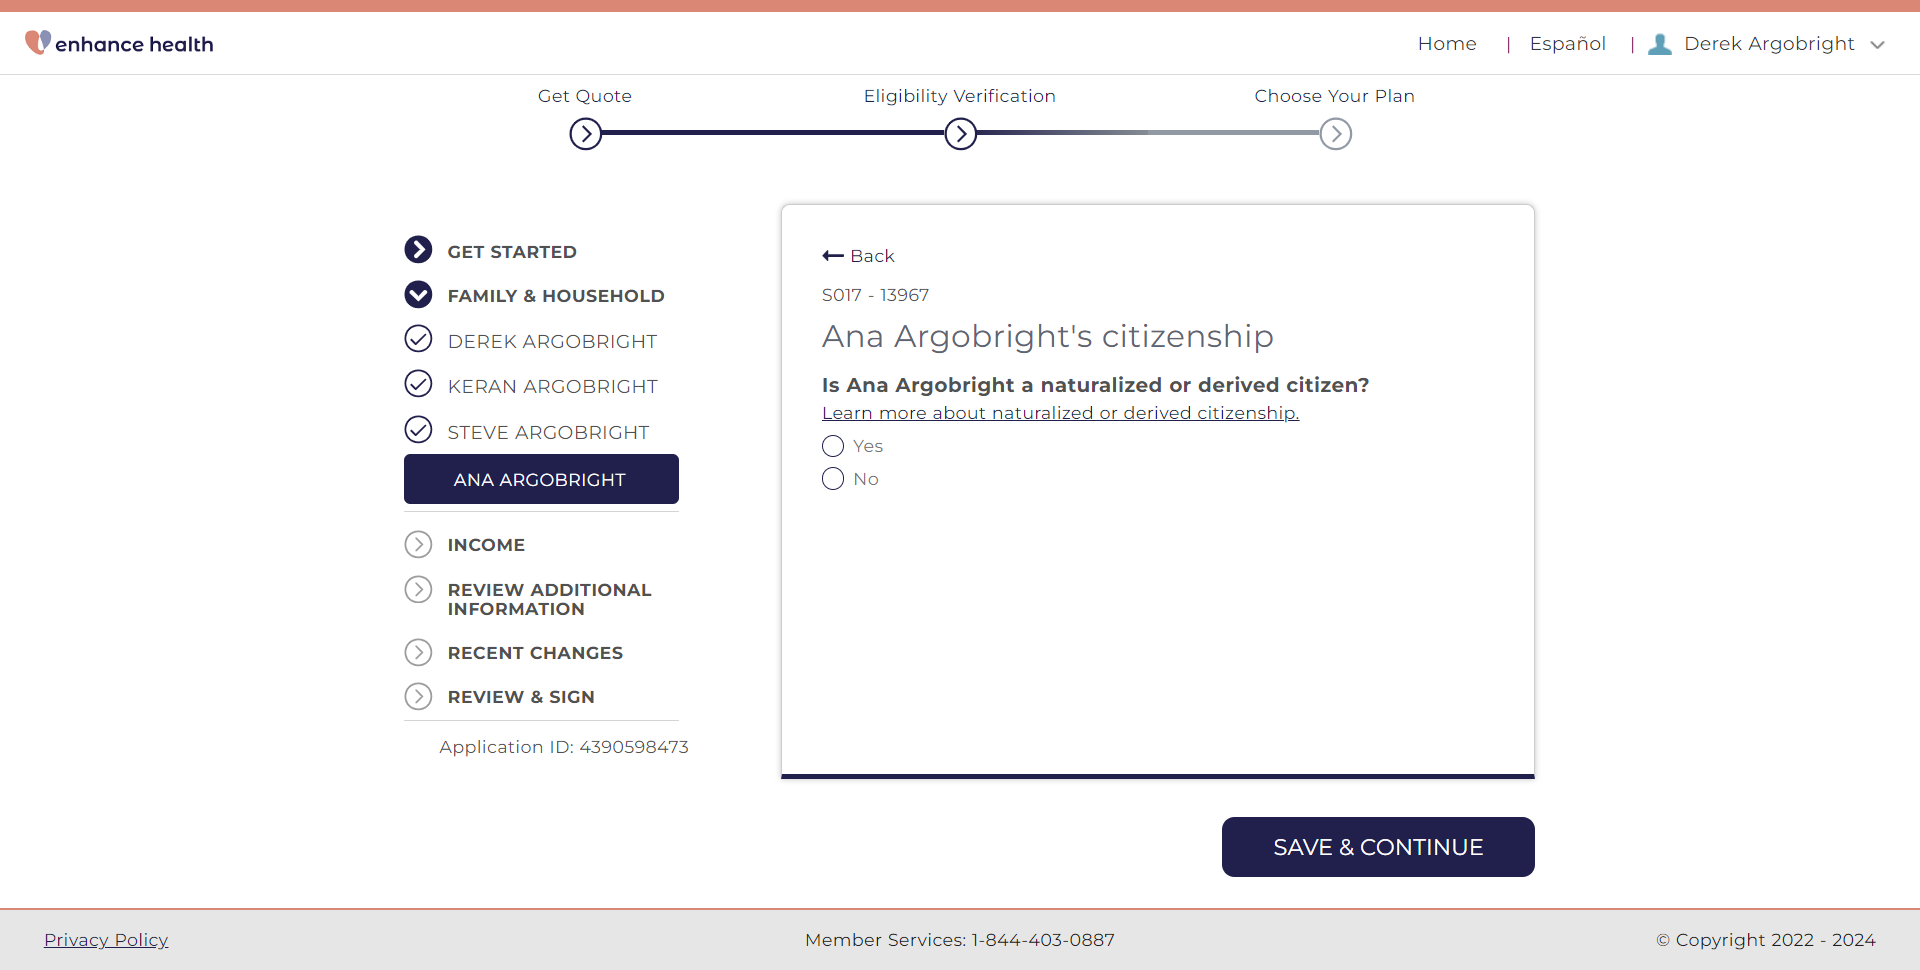 enhance health
Home | Español | Derek Argobright
Get Quote
Eligibility Verification
Choose Your Plan
GET STARTED
FAMILY & HOUSEHOLD
DEREK ARGOBRIGHT
KERAN ARGOBRIGHT
STEVE ARGOBRIGHT
ANA ARGOBRIGHT
INCOME
REVIEW ADDITIONAL
INFORMATION
RECENT CHANGES
REVIEW & SIGN
Application ID: 4390598473
Back
S017 - 13967
Ana Argobright's citizenship
Is Ana Argobright a naturalized or derived citizen?
Learn more about naturalized or derived citizenship.
Yes
No
SAVE & CONTINUE
Privacy Policy
Member Services: 1-844-403-0887
© Copyright 2022 - 2024